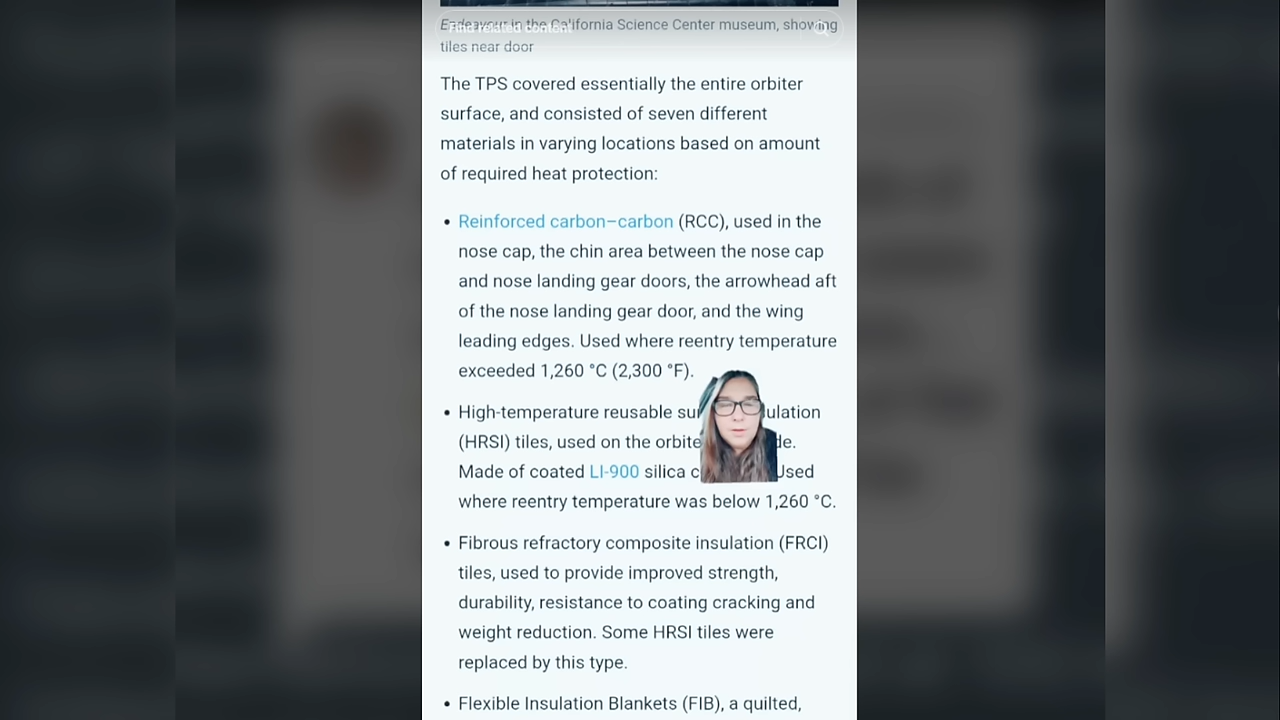 Endeavour in the California Science Center museum, showing
Find related content
tiles near door
The TPS covered essentially the entire orbiter
surface, and consisted of seven different
materials in varying locations based on amount
of required heat protection:
• Reinforced carbon–carbon (RCC), used in the
nose cap, the chin area between the nose cap
and nose landing gear doors, the arrowhead aft
of the nose landing gear door, and the wing
leading edges. Used where reentry temperature
exceeded 1,260 °C (2,300 °F).
• High-temperature reusable su ulation
(HRSI) tiles, used on the orbite de.
Made of coated LI-900 silica c Used
where reentry temperature was below 1,260 °C.
• Fibrous refractory composite insulation (FRCI)
tiles, used to provide improved strength,
durability, resistance to coating cracking and
weight reduction. Some HRSI tiles were
replaced by this type.
• Flexible Insulation Blankets (FIB), a quilted,